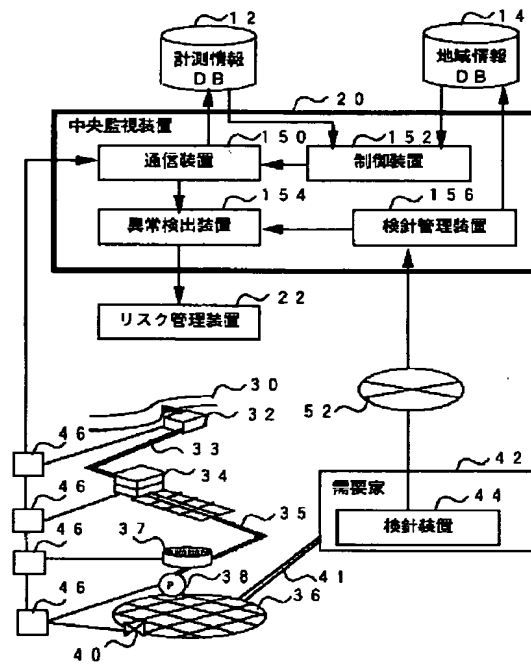 12
計測情報
DB
14
地域情報
DB
20
中央監視装置
150
通信装置
152
制御装置
154
異常検出装置
156
検針管理装置
22
リスク管理装置
30
32
52
46
33
34
42
46
需要家
44
検針装置
35
46
37
38
P
41
46
36
40